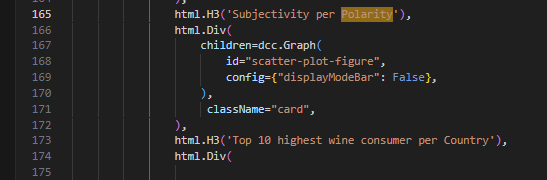 165 html.H3('Subjectivity per Polarity'),
166 html.Div(
167 children=dcc.Graph(
168 id="scatter-plot-figure",
169 config={"displayModeBar": False},
170 ),
171 className="card",
172 ),
173 html.H3('Top 10 highest wine consumer per Country'),
174 html.Div(
175